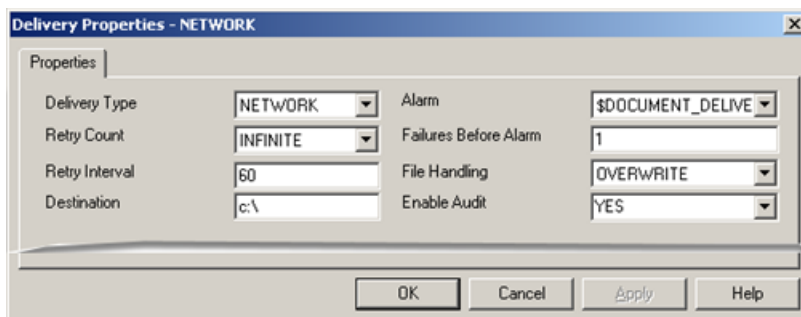 Delivery Properties - NETWORK
Properties
Delivery Type NETWORK Alarm $DOCUMENT_DELIVE
Retry Count INFINITE Failures Before Alarm 1
Retry Interval 60 File Handling OVERWRITE
Destination c:\ Enable Audit YES
OK Cancel Apply Help